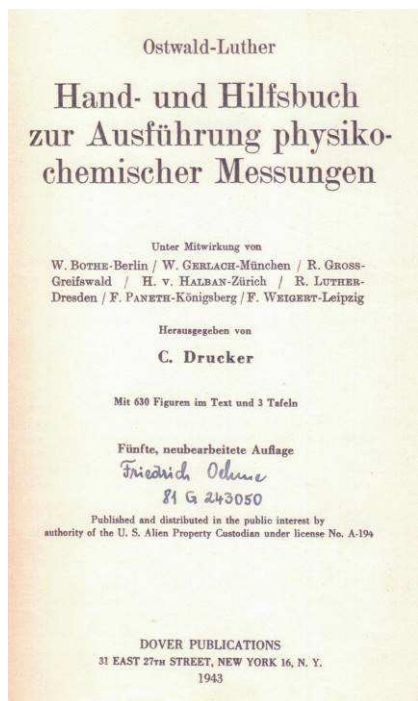 Ostwald-Luther
Hand- und Hilfsbuch
zur Ausführung physiko-
chemischer Messungen
Unter Mitwirkung von
W. BOTHE-Berlin / W. GERLACH-München / R. GROSS-
Greifswald / H. V. HALBAN-Zürich / R. LUTHER-
Dresden / F. PANETH-Königsberg / F. WEIGERT-Leipzig
Herausgegeben von
C. Drucker
Mit 630 Figuren im Text und 3 Tafeln
Fünfte, neubearbeitete Auflage
Friedrich Oehme
81 G 243050
Published and distributed in the public interest by
authority of the U. S. Alien Property Custodian under license No. A-194
DOVER PUBLICATIONS
31 EAST 27TH STREET, NEW YORK 16, N. Y.
1943